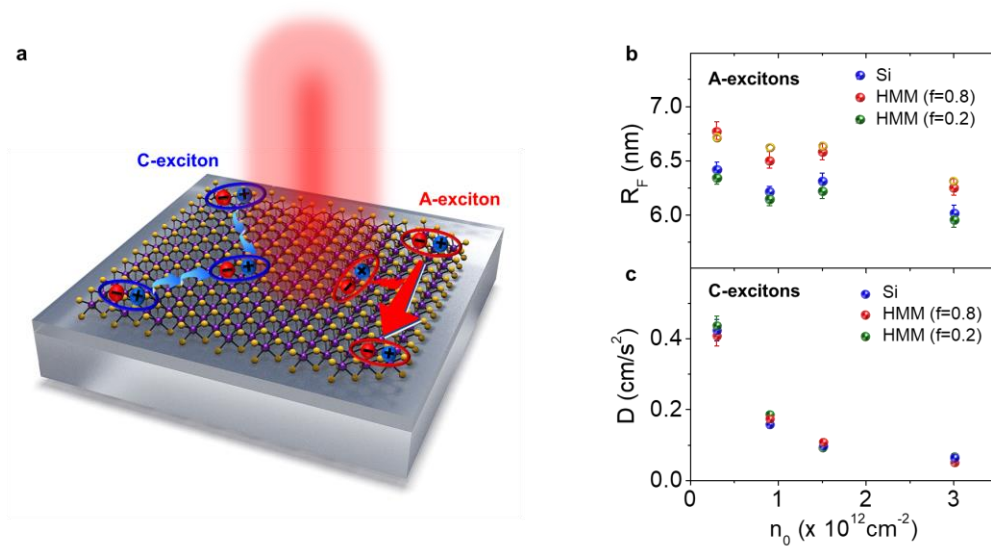 a
C-exciton
A-exciton
- +
- +
- +
- +
- +
- +
b
A-excitons
Si
HMM (f=0.8)
HMM (f=0.2)
7.0
6.5
6.0
R_F (nm)
c
C-excitons
Si
HMM (f=0.8)
HMM (f=0.2)
0.4
0.2
0.0
D (cm/s²)
0 1 2 3
n₀ (x 10¹²cm⁻²)